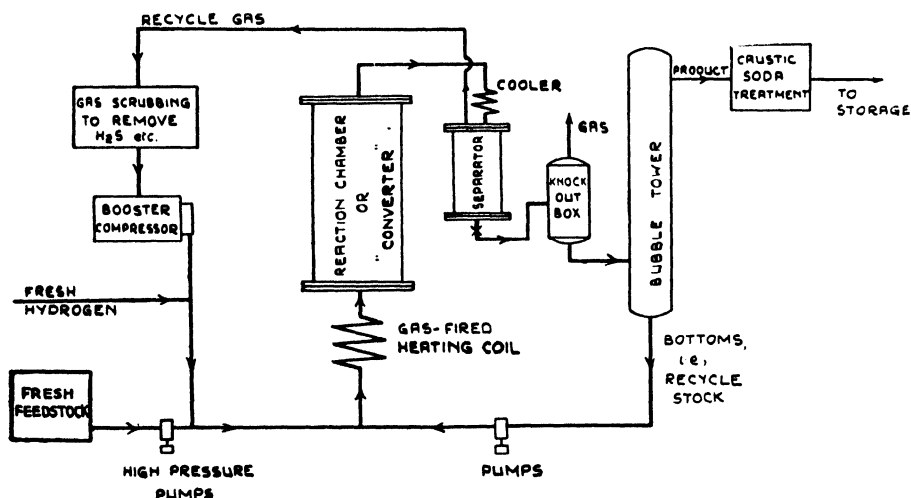 RECYCLE GAS
GAS SCRUBBING
TO REMOVE
H2S etc.
BOOSTER
COMPRESSOR
FRESH
HYDROGEN
FRESH
FEEDSTOCK
HIGH PRESSURE
PUMPS
REACTION CHAMBER
OR
"CONVERTER"
GAS-FIRED
HEATING COIL
COOLER
SEPARATOR
GAS
KNOCK
OUT
BOX
BUBBLE TOWER
PRODUCT
CAUSTIC
SODA
TREATMENT
TO
STORAGE
BOTTOMS,
i.e,
RECYCLE
STOCK
PUMPS